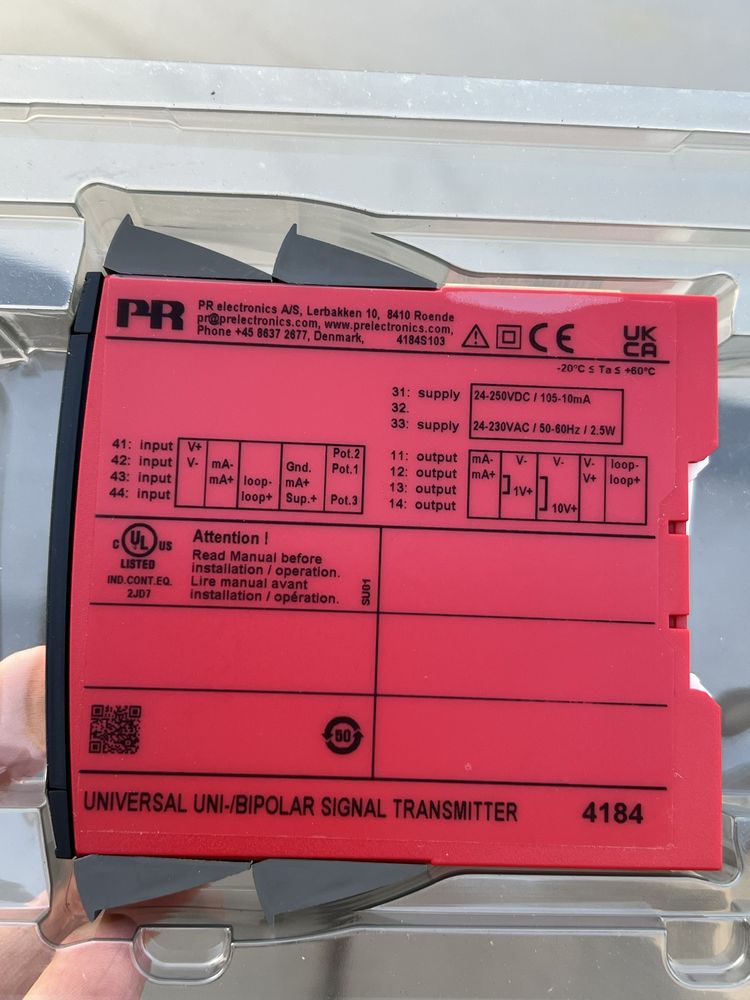 PR
PR electronics A/S, Lerbakken 10, 8410 Roende
pr@prelectronics.com, www.prelectronics.com,
Phone +45 8637 2677, Denmark, 4184S103
CE
UK
CA
-20°C ≤ Ta ≤ +60°C
31: supply 24-250VDC / 105-10mA
32.
33: supply 24-230VAC / 50-60Hz / 2.5W
41: input V+ Pot.2
42: input V- mA- Gnd. Pot.1
43: input mA+ loop- mA+
44: input loop+ Sup.+ Pot.3
11: output mA- V- V- V- loop-
12: output mA+ V+ loop+
13: output 1V+
14: output 10V+
C UL US
LISTED
IND.CONT.EQ.
2JD7
Attention !
Read Manual before
installation / operation.
Lire manual avant
installation / opération.
SU01
50
UNIVERSAL UNI-/BIPOLAR SIGNAL TRANSMITTER 4184